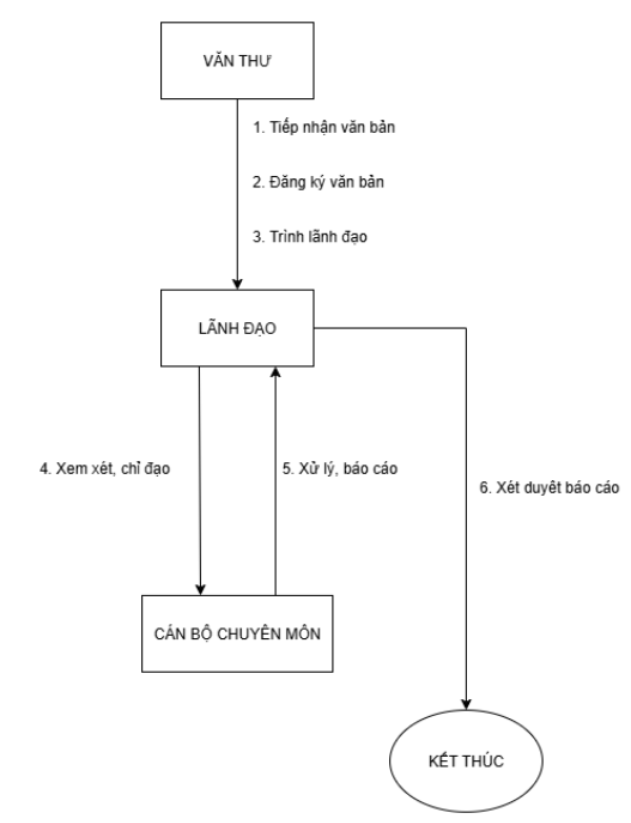 VĂN THƯ
1. Tiếp nhận văn bản
2. Đăng ký văn bản
3. Trình lãnh đạo
LÃNH ĐẠO
4. Xem xét, chỉ đạo
5. Xử lý, báo cáo
6. Xét duyêt báo cáo
CÁN BỘ CHUYÊN MÔN
KẾT THÚC